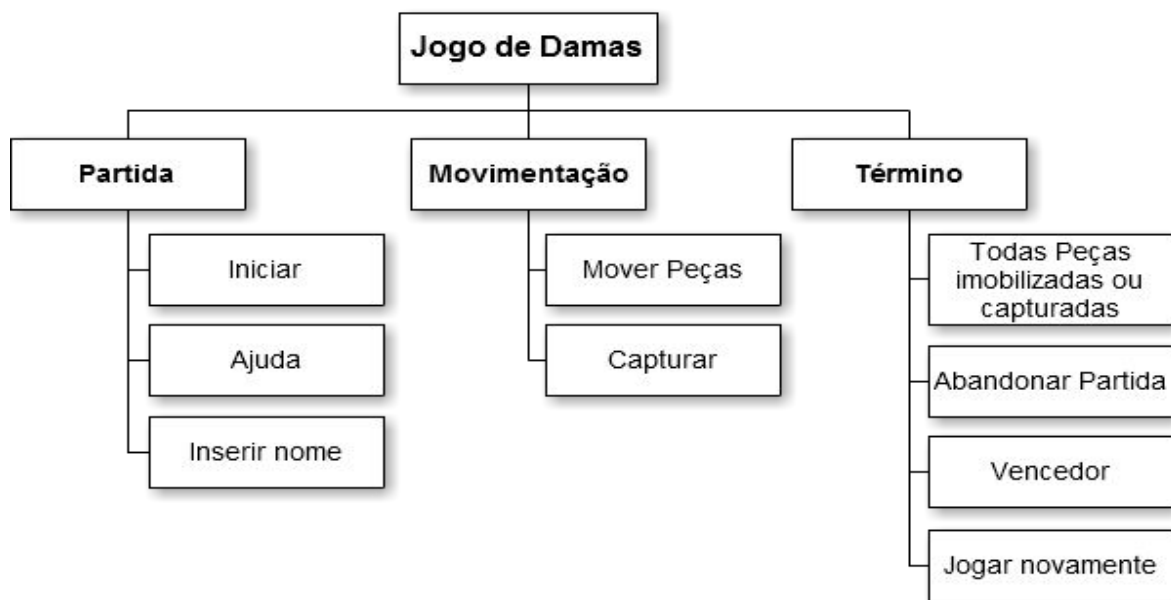 Jogo de Damas
Partida
Movimentação
Término
Iniciar
Ajuda
Inserir nome
Mover Peças
Capturar
Todas Peças
imobilizadas ou
capturadas
Abandonar Partida
Vencedor
Jogar novamente